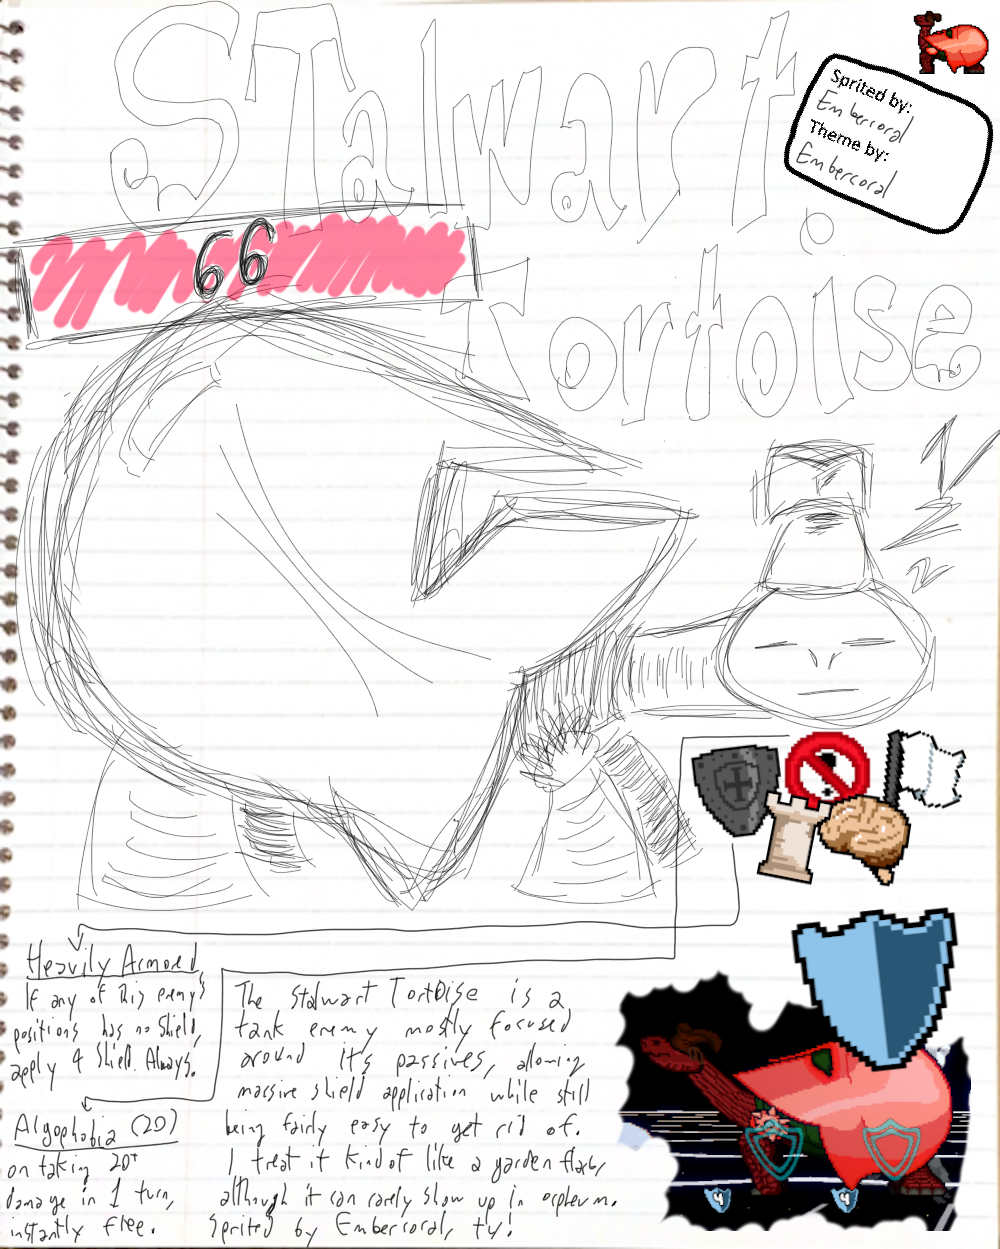 Stalwart
Tortoise
Sprited by:
Embercoral
Theme by:
Embercoral
66
Heavily Armored
If any of this enemy's
positions has no Shield,
apply 4 Shield. Always.
Algophobia (20)
on taking 20+
damage in 1 turn,
instantly flee.
The Stalwart Tortoise is a
tank enemy mostly focused
around it's passives, allowing
massive shield application while still
being fairly easy to get rid of.
I treat it kind of like a garden flarb,
although it can rarely show up in orpheum.
Sprited by Embercoral, ty!
4
4